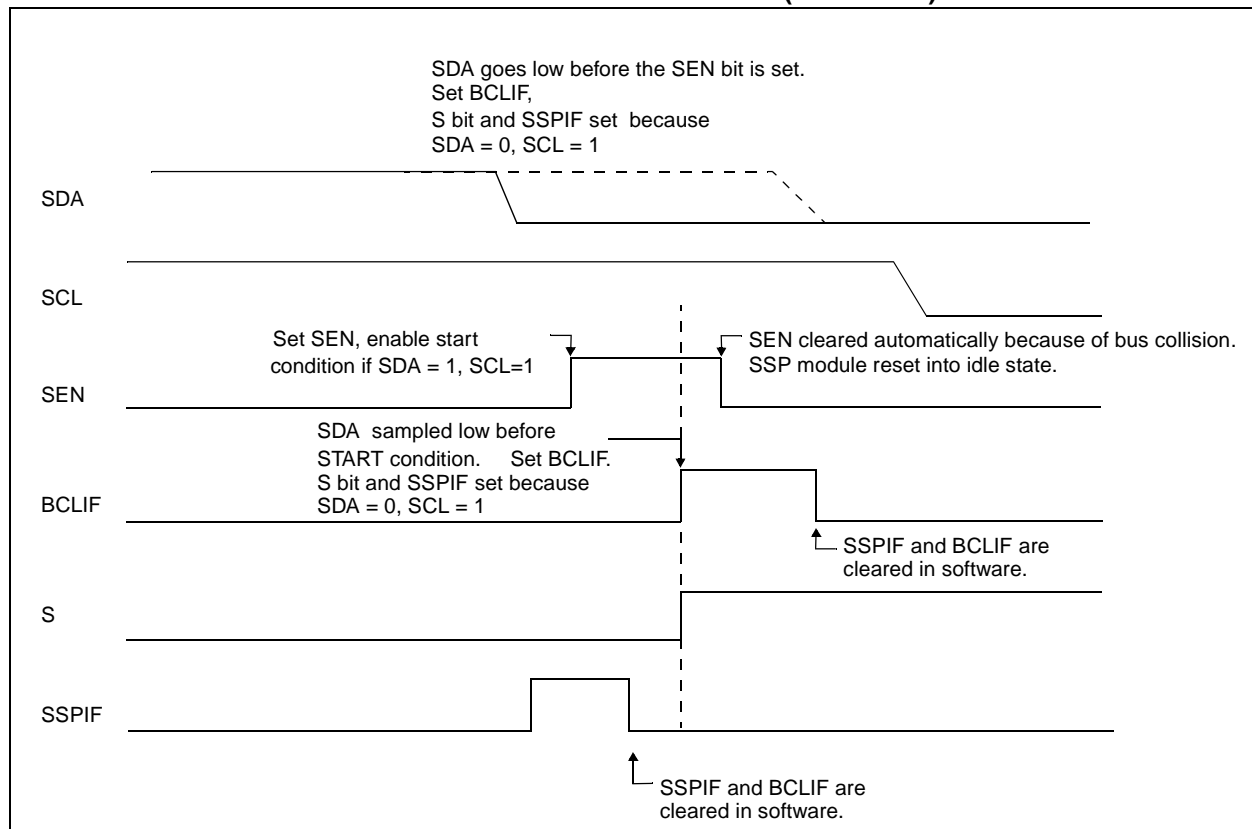 SDA goes low before the SEN bit is set.
Set BCLIF,
S bit and SSPIF set because
SDA = 0, SCL = 1
SDA
SCL
Set SEN, enable start
condition if SDA = 1, SCL=1
SEN cleared automatically because of bus collision.
SSP module reset into idle state.
SEN
SDA sampled low before
START condition. Set BCLIF.
S bit and SSPIF set because
SDA = 0, SCL = 1
BCLIF
SSPIF and BCLIF are
cleared in software.
S
SSPIF
SSPIF and BCLIF are
cleared in software.